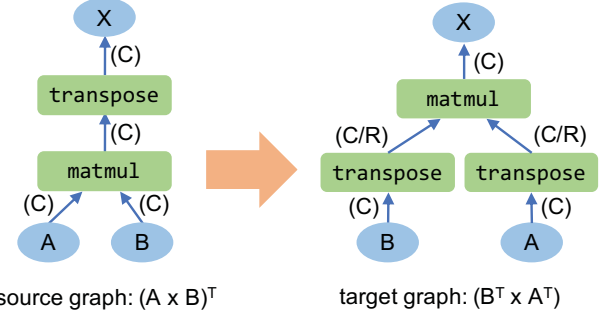 X
(C)
transpose
(C)
matmul
(C) (C)
A B
source graph: (A x B)ᵀ
X
(C)
matmul
(C/R) (C/R)
transpose transpose
(C) (C)
B A
target graph: (Bᵀ x Aᵀ)